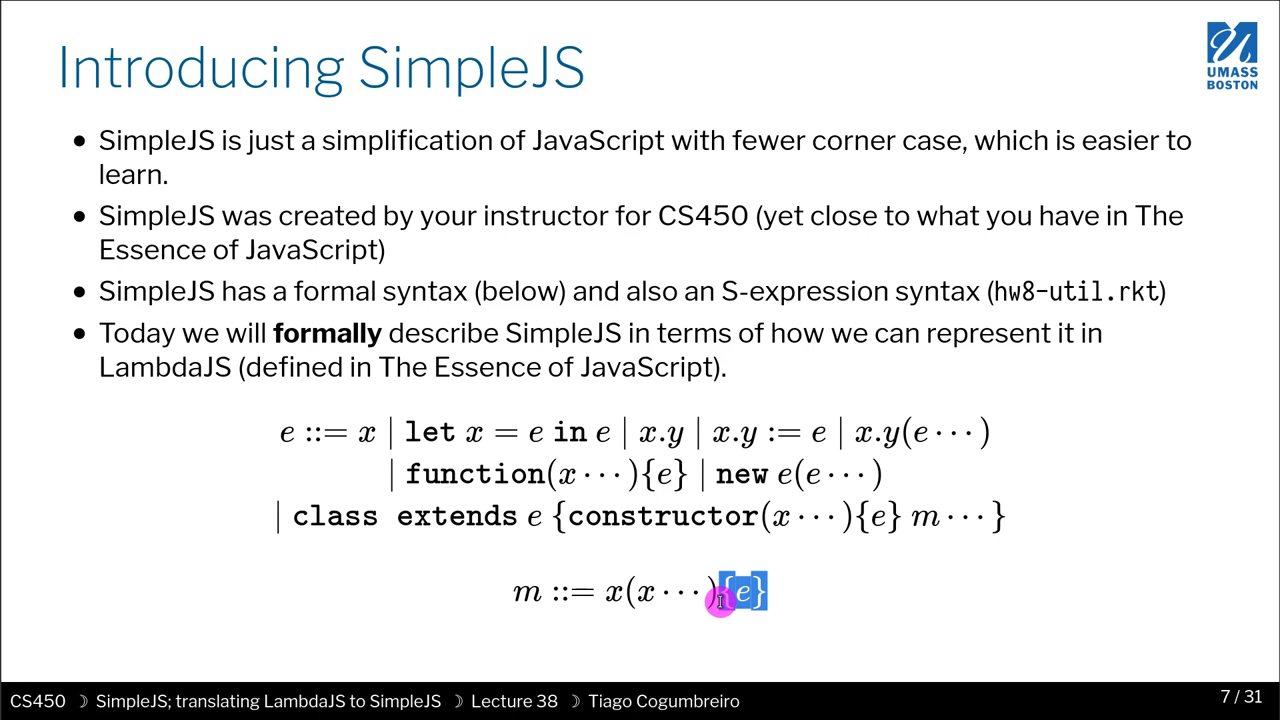 Introducing SimpleJS
UMASS
BOSTON
• SimpleJS is just a simplification of JavaScript with fewer corner case, which is easier to
learn.
• SimpleJS was created by your instructor for CS450 (yet close to what you have in The
Essence of JavaScript)
• SimpleJS has a formal syntax (below) and also an S-expression syntax (hw8-util.rkt)
• Today we will formally describe SimpleJS in terms of how we can represent it in
LambdaJS (defined in The Essence of JavaScript).
e ::= x | let x = e in e | x.y | x.y := e | x.y(e···)
| function(x···){e} | new e(e···)
| class extends e {constructor(x···){e} m···}
m ::= x(x···){e}
CS450 ☽ SimpleJS; translating LambdaJS to SimpleJS ☽ Lecture 38 ☽ Tiago Cogumbreiro
7 / 31